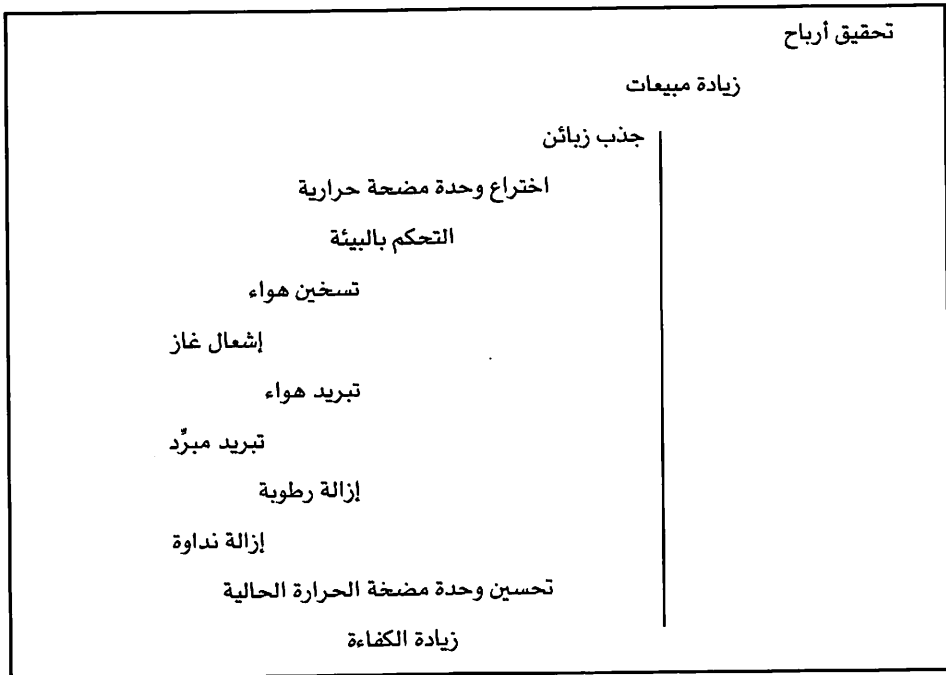 تحقيق أرباح
زيادة مبيعات
جذب زبائن
اختراع وحدة مضحة حرارية
التحكم بالبيئة
تسخين هواء
إشعال غاز
تبريد هواء
تبريد مبرِّد
إزالة رطوبة
إزالة نداوة
تحسين وحدة مضخة الحرارة الحالية
زيادة الكفاءة